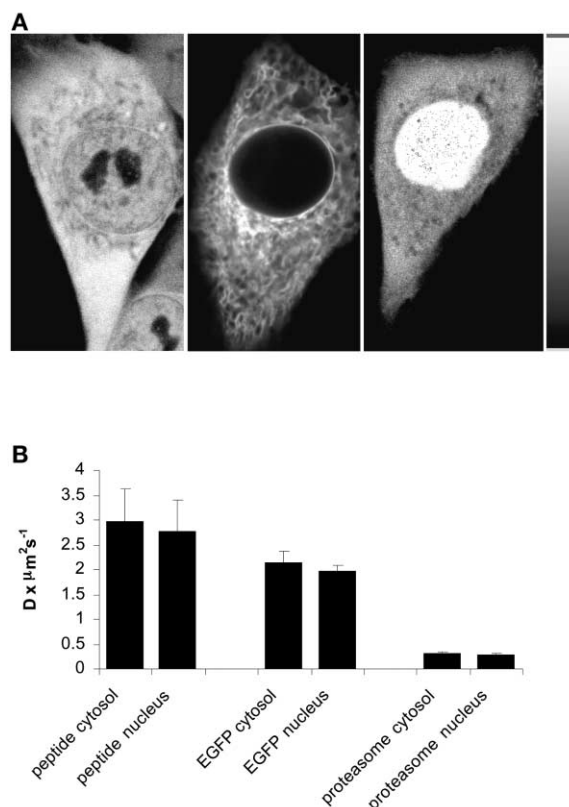 A
B
D x μm²s⁻¹
4
3.5
3
2.5
2
1.5
1
0.5
0
peptide cytosol
peptide nucleus
EGFP cytosol
EGFP nucleus
proteasome cytosol
proteasome nucleus